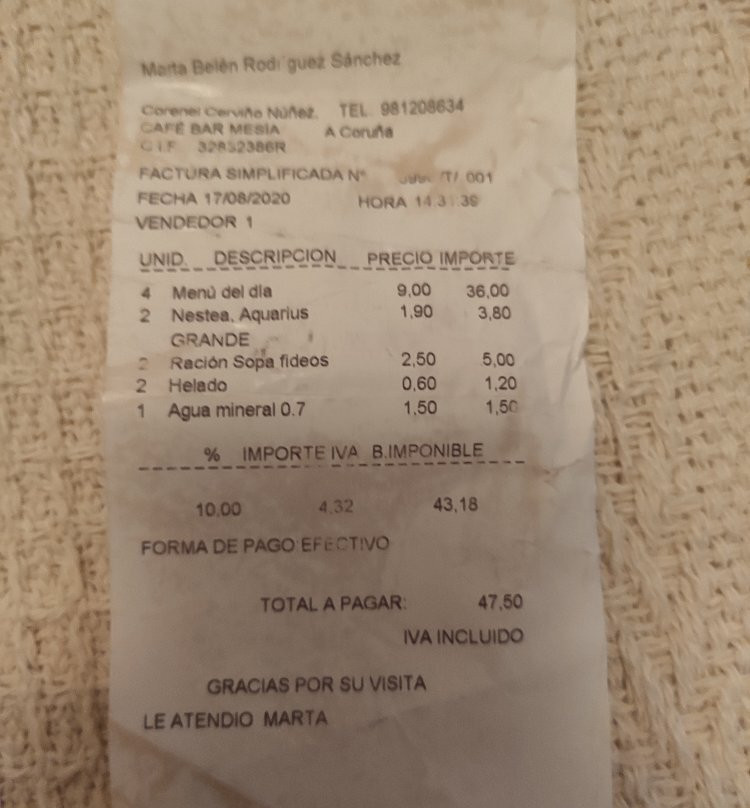 Marta Belén Rodríguez Sánchez
Coronel Cerviño Núñez. TEL. 981208634
CAFÉ BAR MESIA A Coruña
C.I.F. 32832386R
FACTURA SIMPLIFICADA Nº T/ 001
FECHA 17/08/2020 HORA
VENDEDOR 1
UNID. DESCRIPCION PRECIO IMPORTE
4 Menú del día 9,00 36,00
2 Nestea, Aquarius 1,90 3,80
GRANDE
2 Ración Sopa fideos 2,50 5,00
2 Helado 0,60 1,20
1 Agua mineral 0.7 1,50 1,50
% IMPORTE IVA B.IMPONIBLE
10,00 4,32 43,18
FORMA DE PAGO:EFECTIVO
TOTAL A PAGAR: 47,50
IVA INCLUIDO
GRACIAS POR SU VISITA
LE ATENDIO MARTA